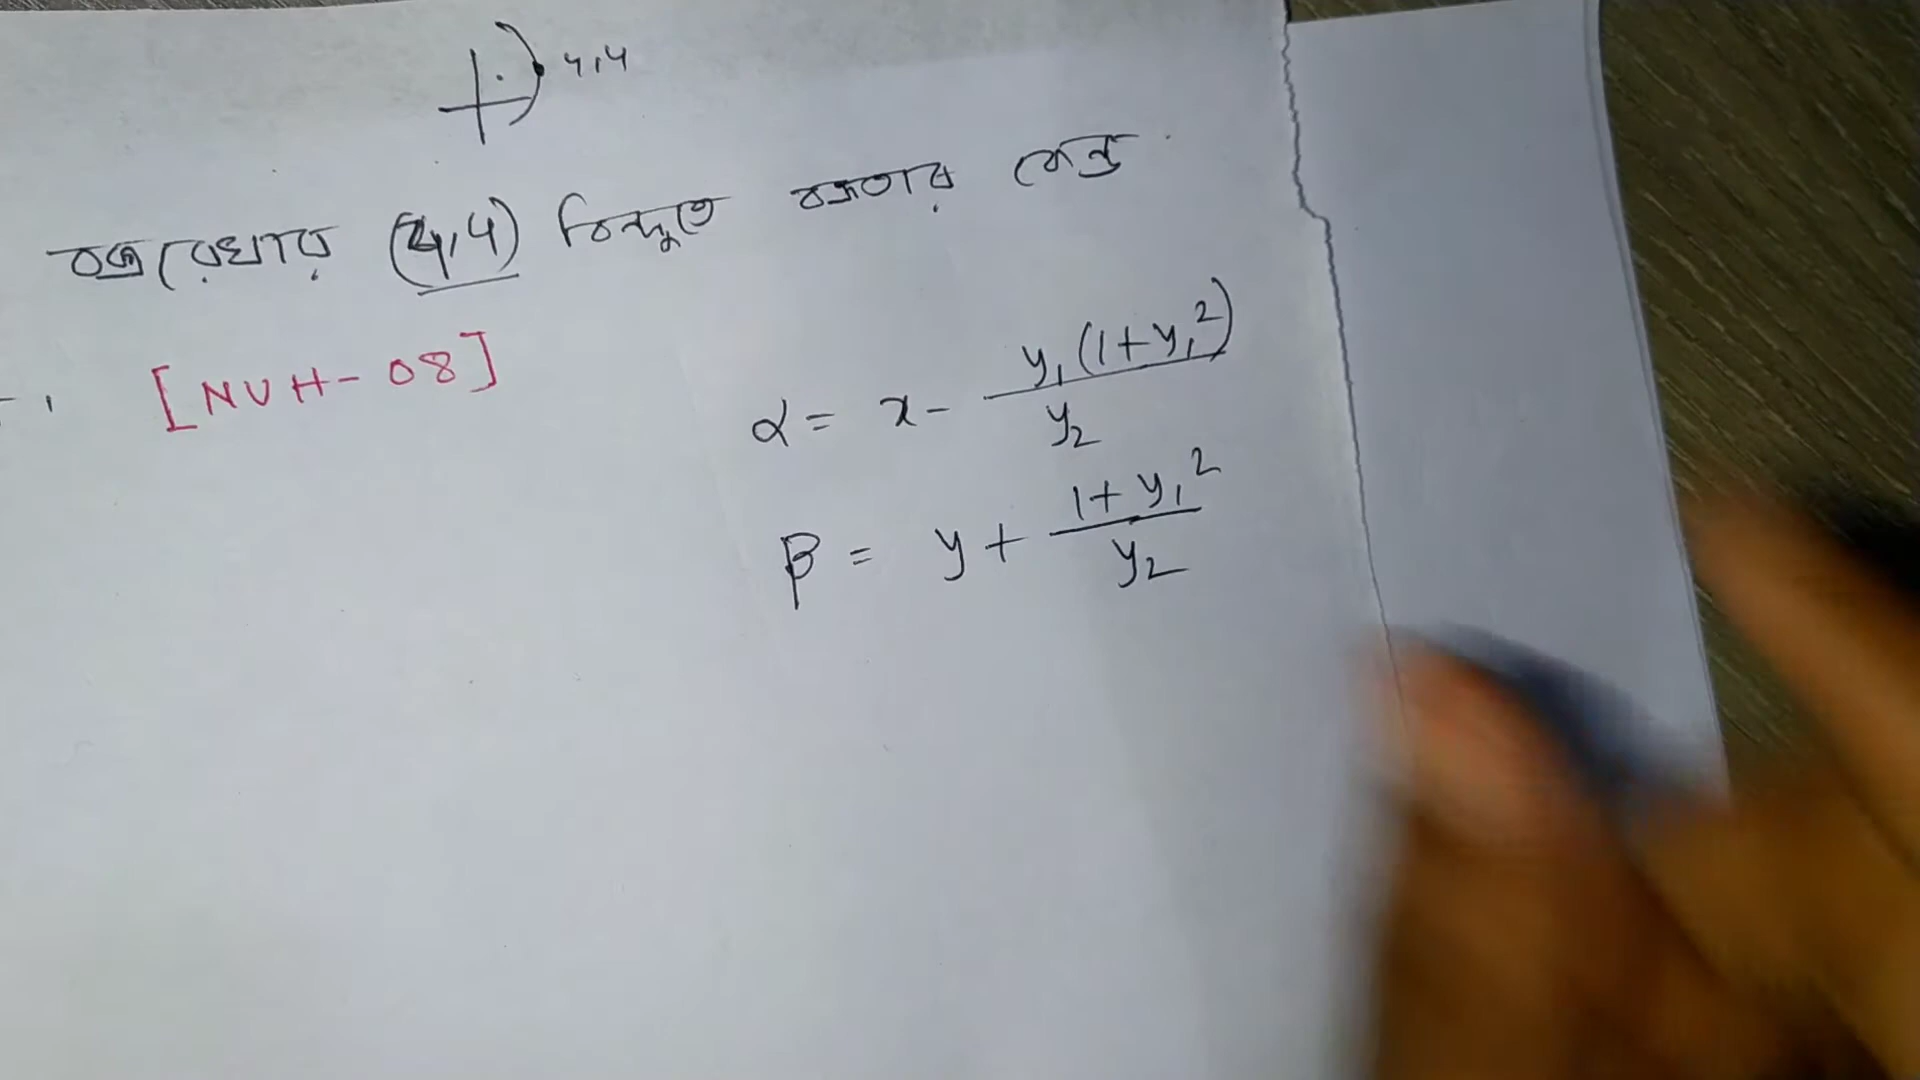 4,4
বক্ররেখার (4,4) বিন্দুতে বক্রতার কেন্দ্র
[NUH-08]
α = x - y₁(1+y₁²)/y₂
β = y + (1+y₁²)/y₂